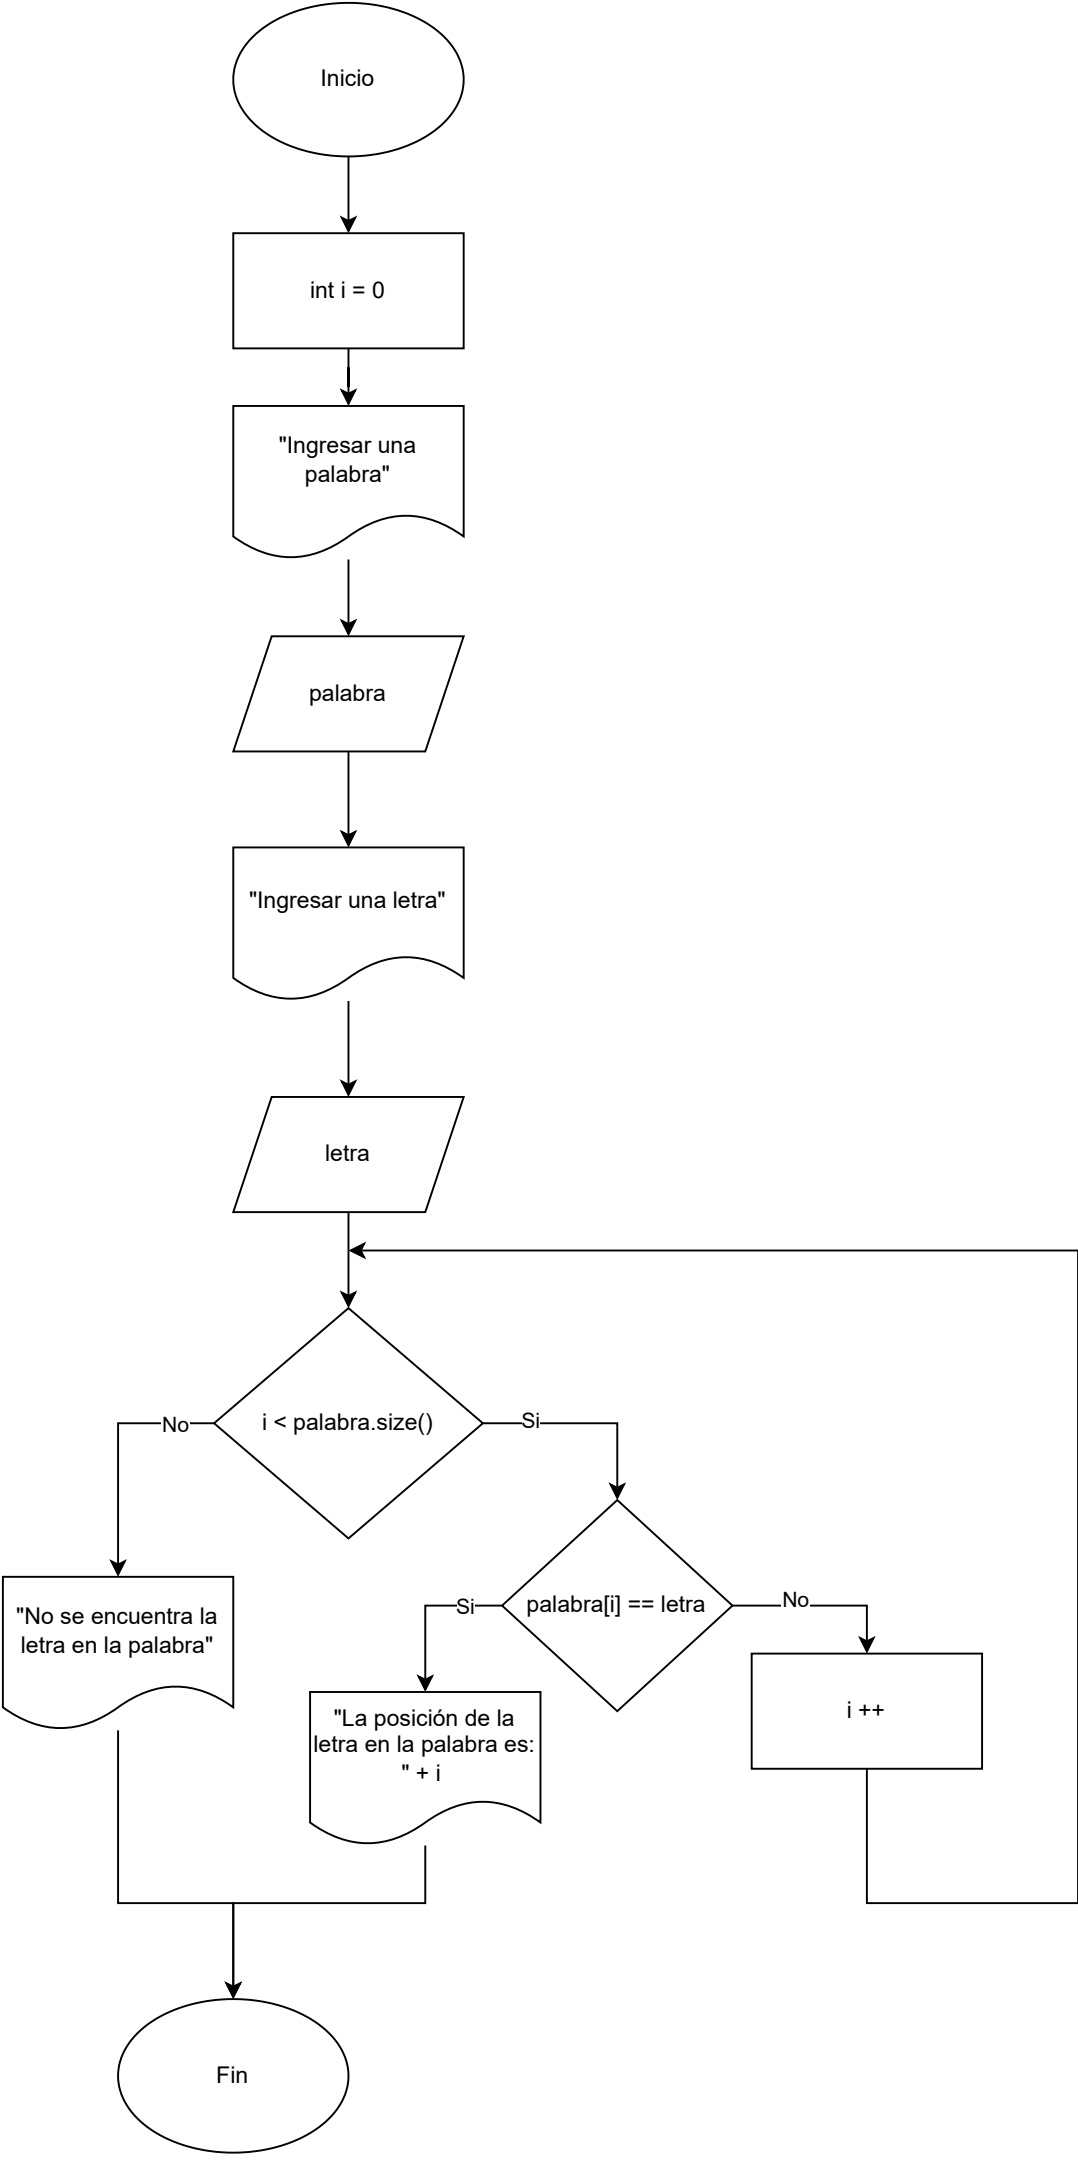 Inicio
int i = 0
"Ingresar una
palabra"
palabra
"Ingresar una letra"
letra
i < palabra.size()
No
Si
palabra[i] == letra
Si
No
"No se encuentra la
letra en la palabra"
"La posición de la
letra en la palabra es:
" + i
i ++
Fin